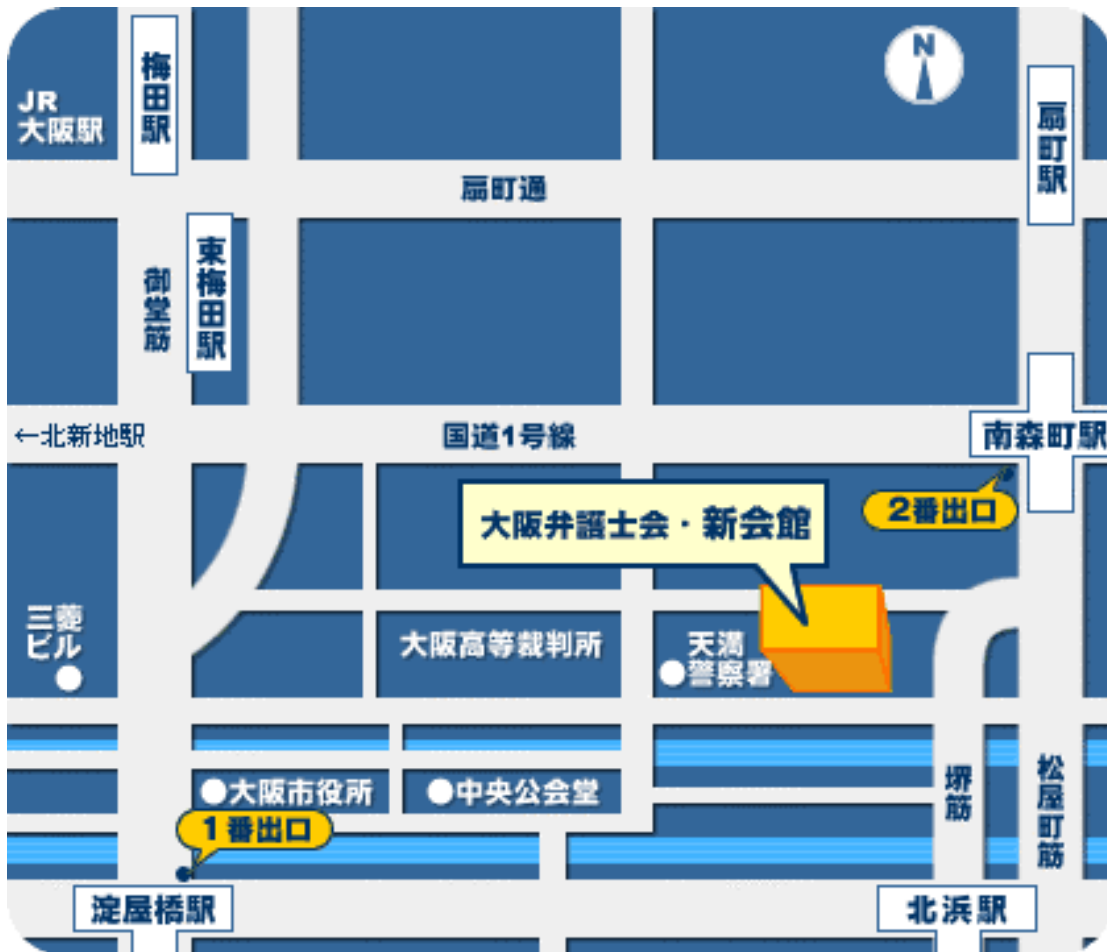 N
JR
大阪駅
梅田駅
扇町駅
扇町通
東梅田駅
御堂筋
←北新地駅
国道1号線
南森町駅
2番出口
大阪弁護士会・新会館
三菱
ビル
大阪高等裁判所
天満
警察署
大阪市役所
中央公会堂
堺筋
松屋町筋
1番出口
淀屋橋駅
北浜駅